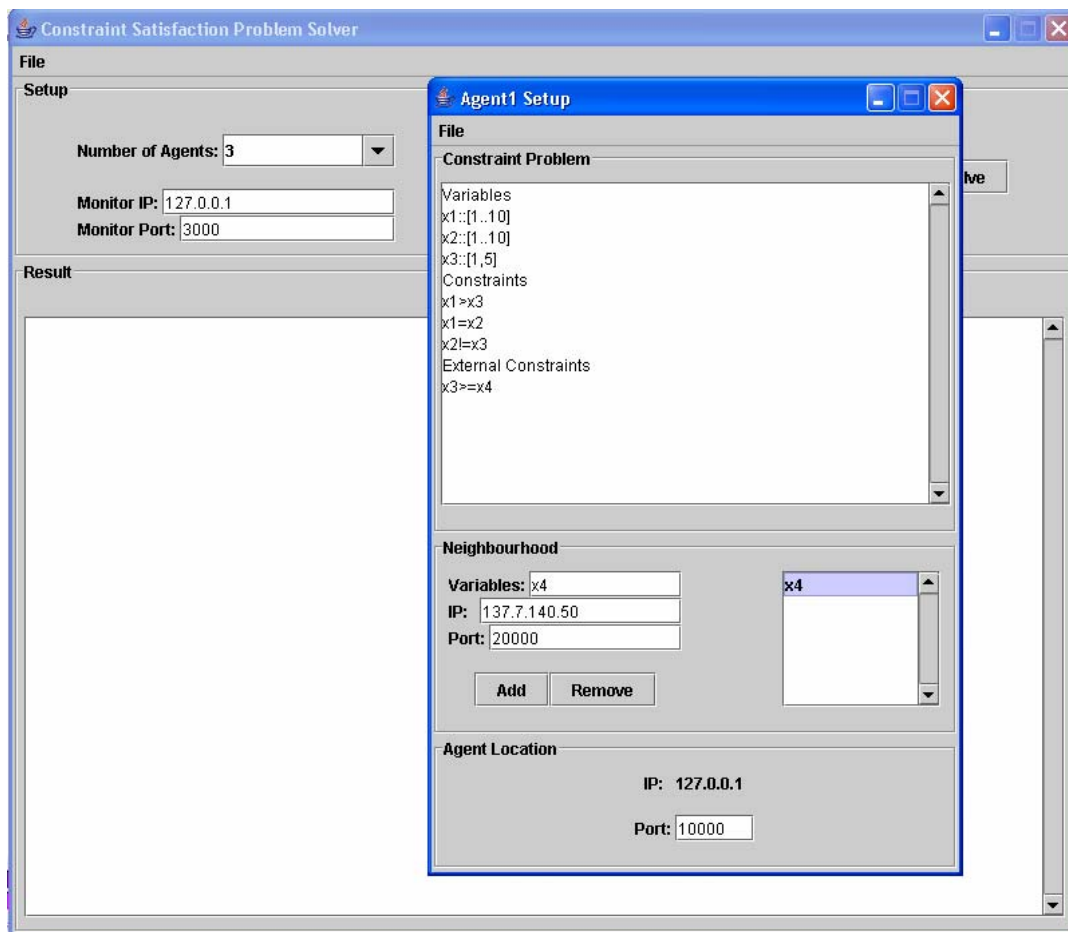 Constraint Satisfaction Problem Solver
File
Setup
Number of Agents: 3
Monitor IP: 127.0.0.1
Monitor Port: 3000
lve
Result
Agent1 Setup
File
Constraint Problem
Variables
x1::[1..10]
x2::[1..10]
x3::[1,5]
Constraints
x1>x3
x1=x2
x2!=x3
External Constraints
x3>=x4
Neighbourhood
Variables: x4
IP: 137.7.140.50
Port: 20000
x4
Add Remove
Agent Location
IP: 127.0.0.1
Port: 10000